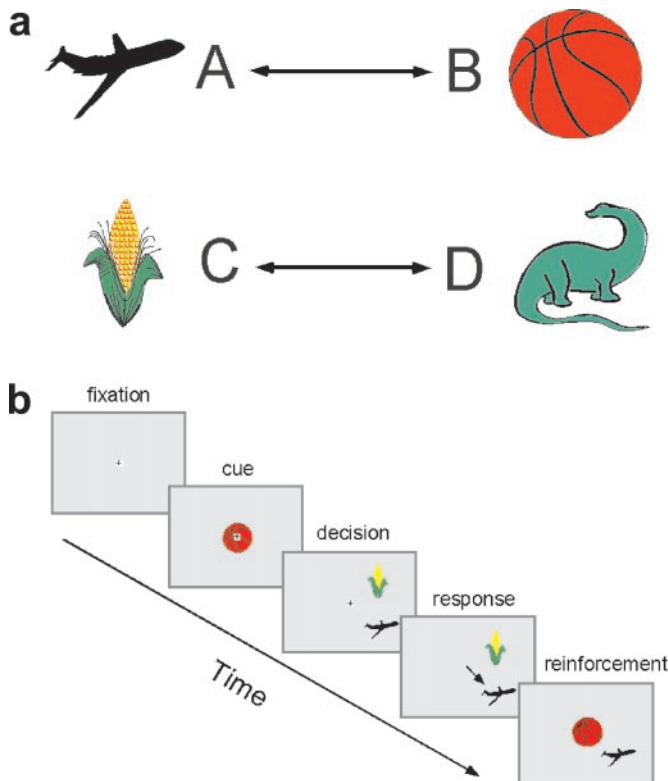 a
A B
C D
b
fixation
cue
decision
response
reinforcement
Time